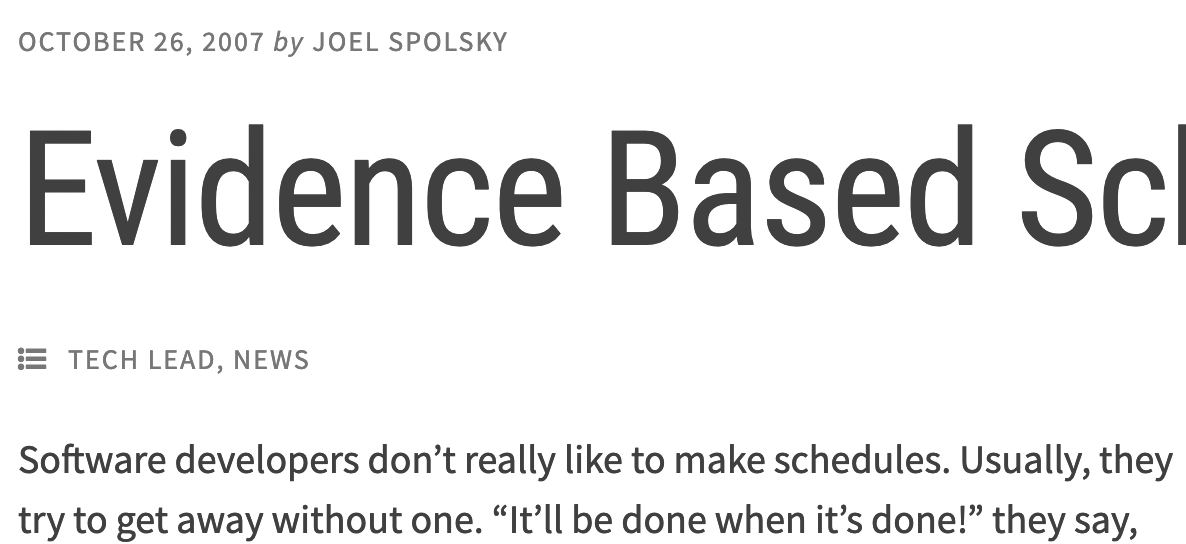 OCTOBER 26, 2007 by JOEL SPOLSKY
Evidence Based Sc
TECH LEAD, NEWS
Software developers don’t really like to make schedules. Usually, they
try to get away without one. “It’ll be done when it’s done!” they say,